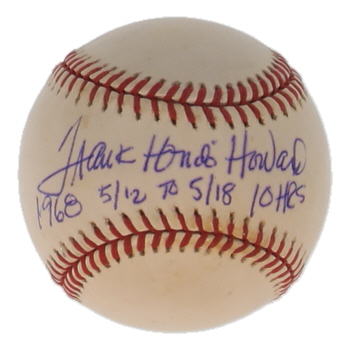 Frank "Hondo" Howard
1968 5/12 TO 5/18 10 HRS